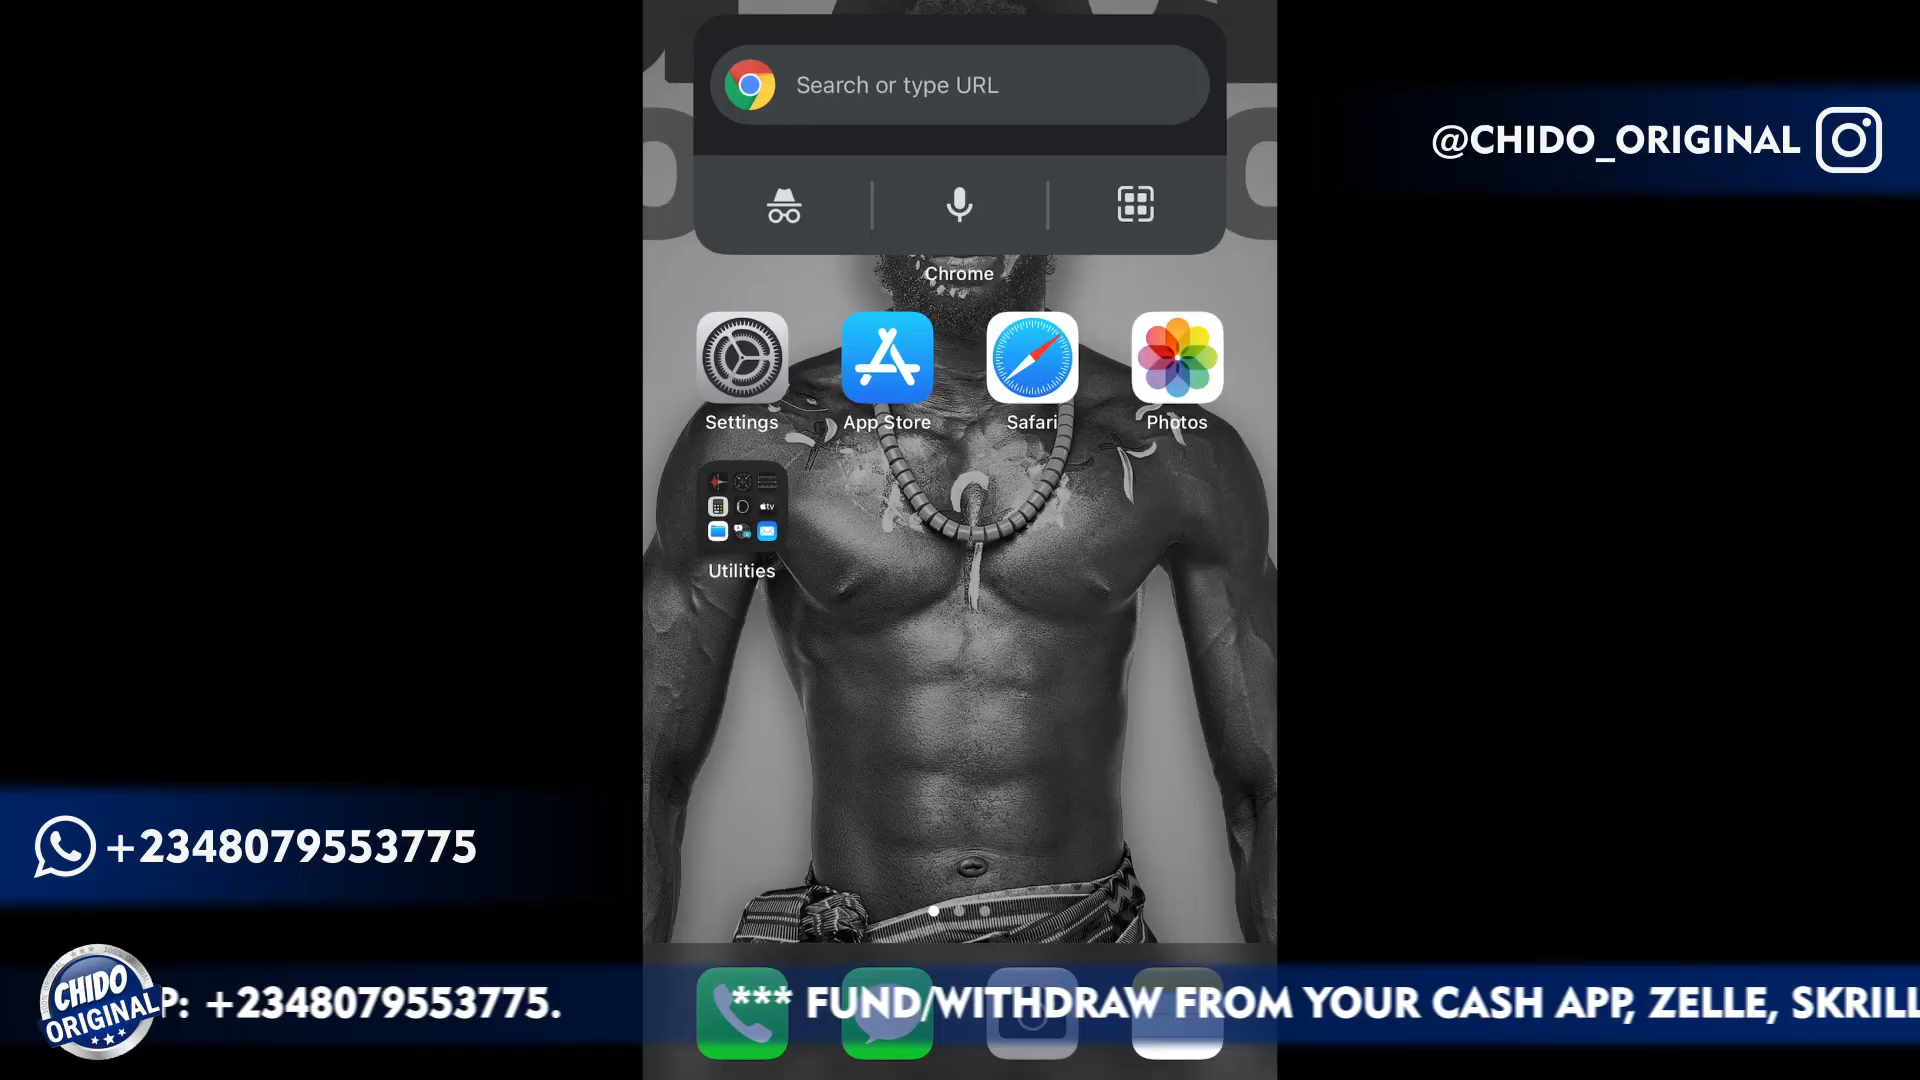 Search or type URL
@CHIDO_ORIGINAL
Chrome
Settings
App Store
Safari
Photos
tv
Utilities
+2348079553775
CHIDO
ORIGINAL
P: +2348079553775.
*** FUND/WITHDRAW FROM YOUR CASH APP, ZELLE, SKRILL